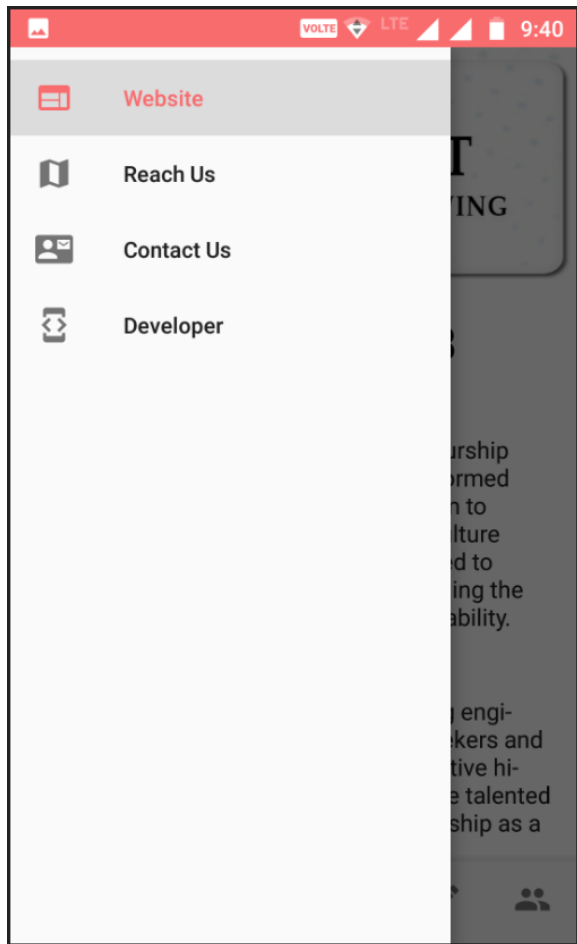 VOLTE LTE 9:40
Website
Reach Us
Contact Us
Developer
T
ING
urship
ormed
n to
lture
ed to
ing the
ability.
g engi-
ekers and
tive hi-
e talented
ship as a